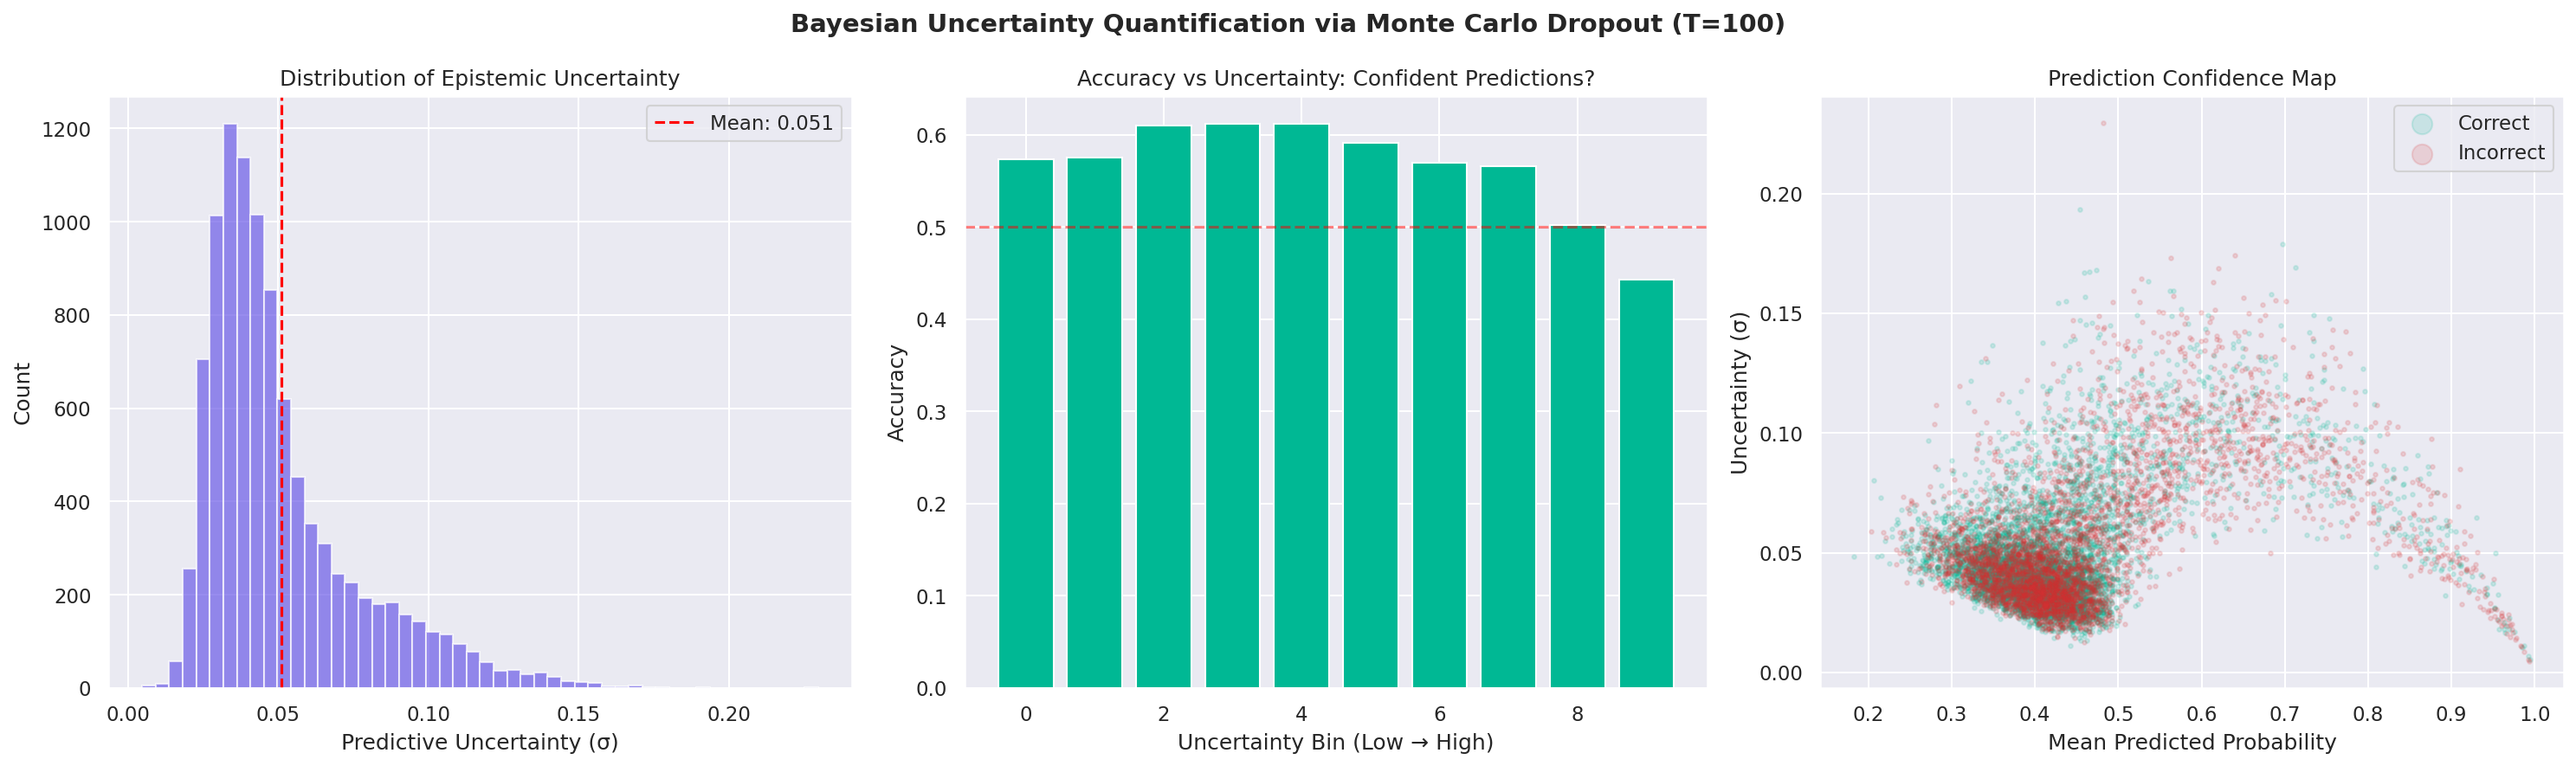 Bayesian Uncertainty Quantification via Monte Carlo Dropout (T=100)
Distribution of Epistemic Uncertainty
Mean: 0.051
1200
1000
800
600
400
200
0
Count
0.00 0.05 0.10 0.15 0.20
Predictive Uncertainty (σ)
Accuracy vs Uncertainty: Confident Predictions?
0.6
0.5
0.4
0.3
0.2
0.1
0.0
Accuracy
0 2 4 6 8
Uncertainty Bin (Low → High)
Prediction Confidence Map
Correct
Incorrect
0.20
0.15
0.10
0.05
0.00
Uncertainty (σ)
0.2 0.3 0.4 0.5 0.6 0.7 0.8 0.9 1.0
Mean Predicted Probability